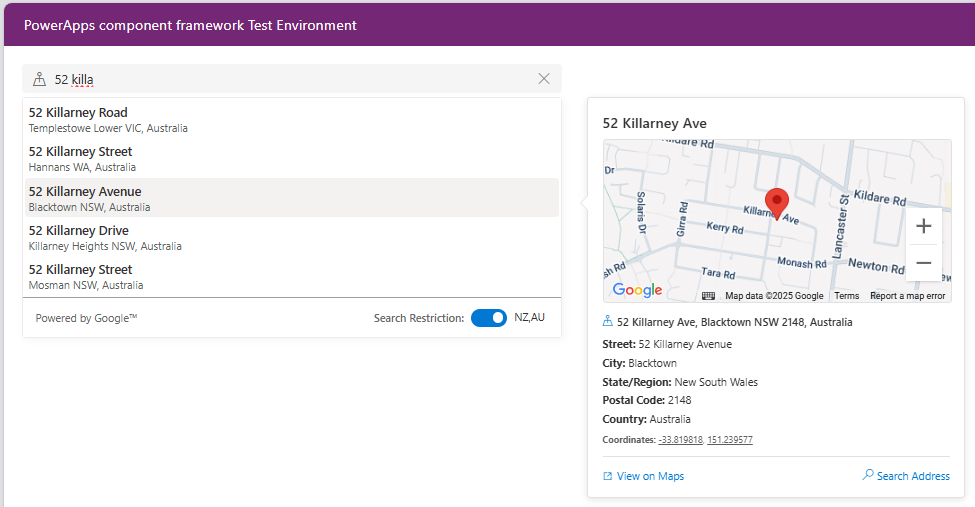 PowerApps component framework Test Environment
52 killa
52 Killarney Road
Templestowe Lower VIC, Australia
52 Killarney Street
Hannans WA, Australia
52 Killarney Avenue
Blacktown NSW, Australia
52 Killarney Drive
Killarney Heights NSW, Australia
52 Killarney Street
Mosman NSW, Australia
Powered by Google™
Search Restriction:
NZ,AU
52 Killarney Ave
Dr
Kildare Rd
Solaris Dr
Girra Rd
Killarney Ave
Kerry Rd
Lancaster St
Monash Rd
Newton Rd
Tara Rd
Google
Map data ©2025 Google
Terms
Report a map error
52 Killarney Ave, Blacktown NSW 2148, Australia
Street: 52 Killarney Avenue
City: Blacktown
State/Region: New South Wales
Postal Code: 2148
Country: Australia
Coordinates: -33.819818, 151.239577
View on Maps
Search Address